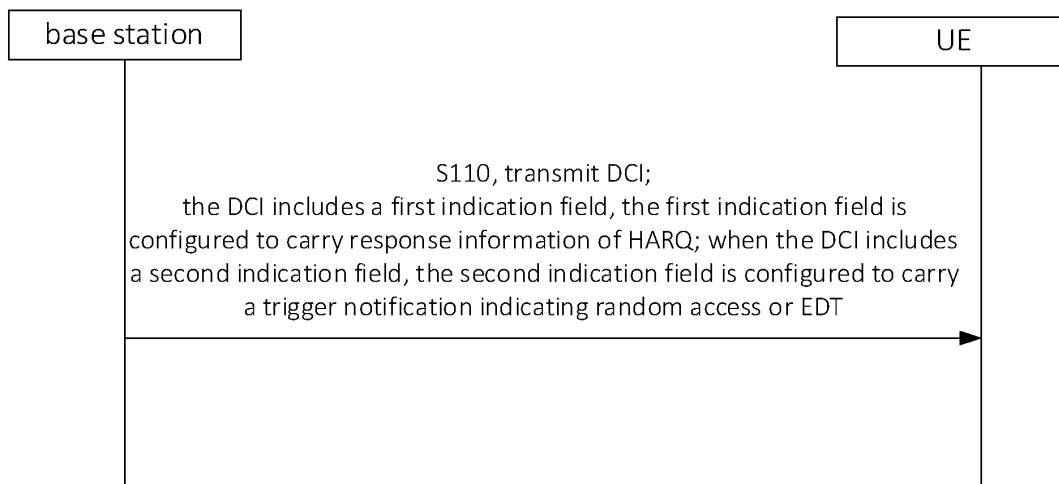 base station
UE
S110, transmit DCI;
the DCI includes a first indication field, the first indication field is
configured to carry response information of HARQ; when the DCI includes
a second indication field, the second indication field is configured to carry
a trigger notification indicating random access or EDT